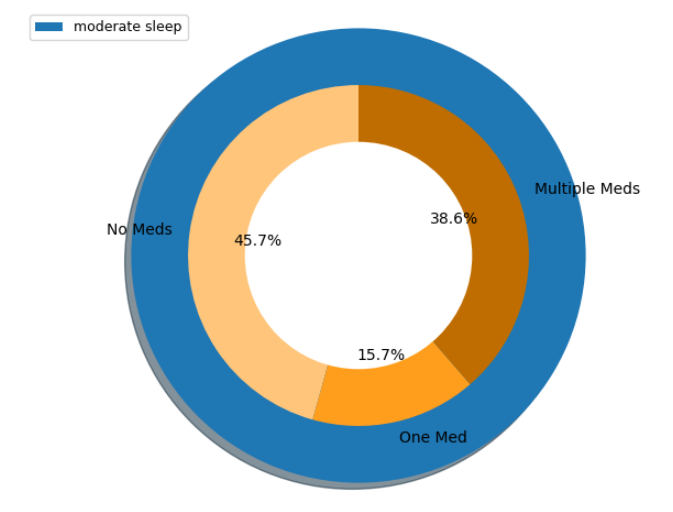 moderate sleep
Multiple Meds
38.6%
No Meds
45.7%
15.7%
One Med